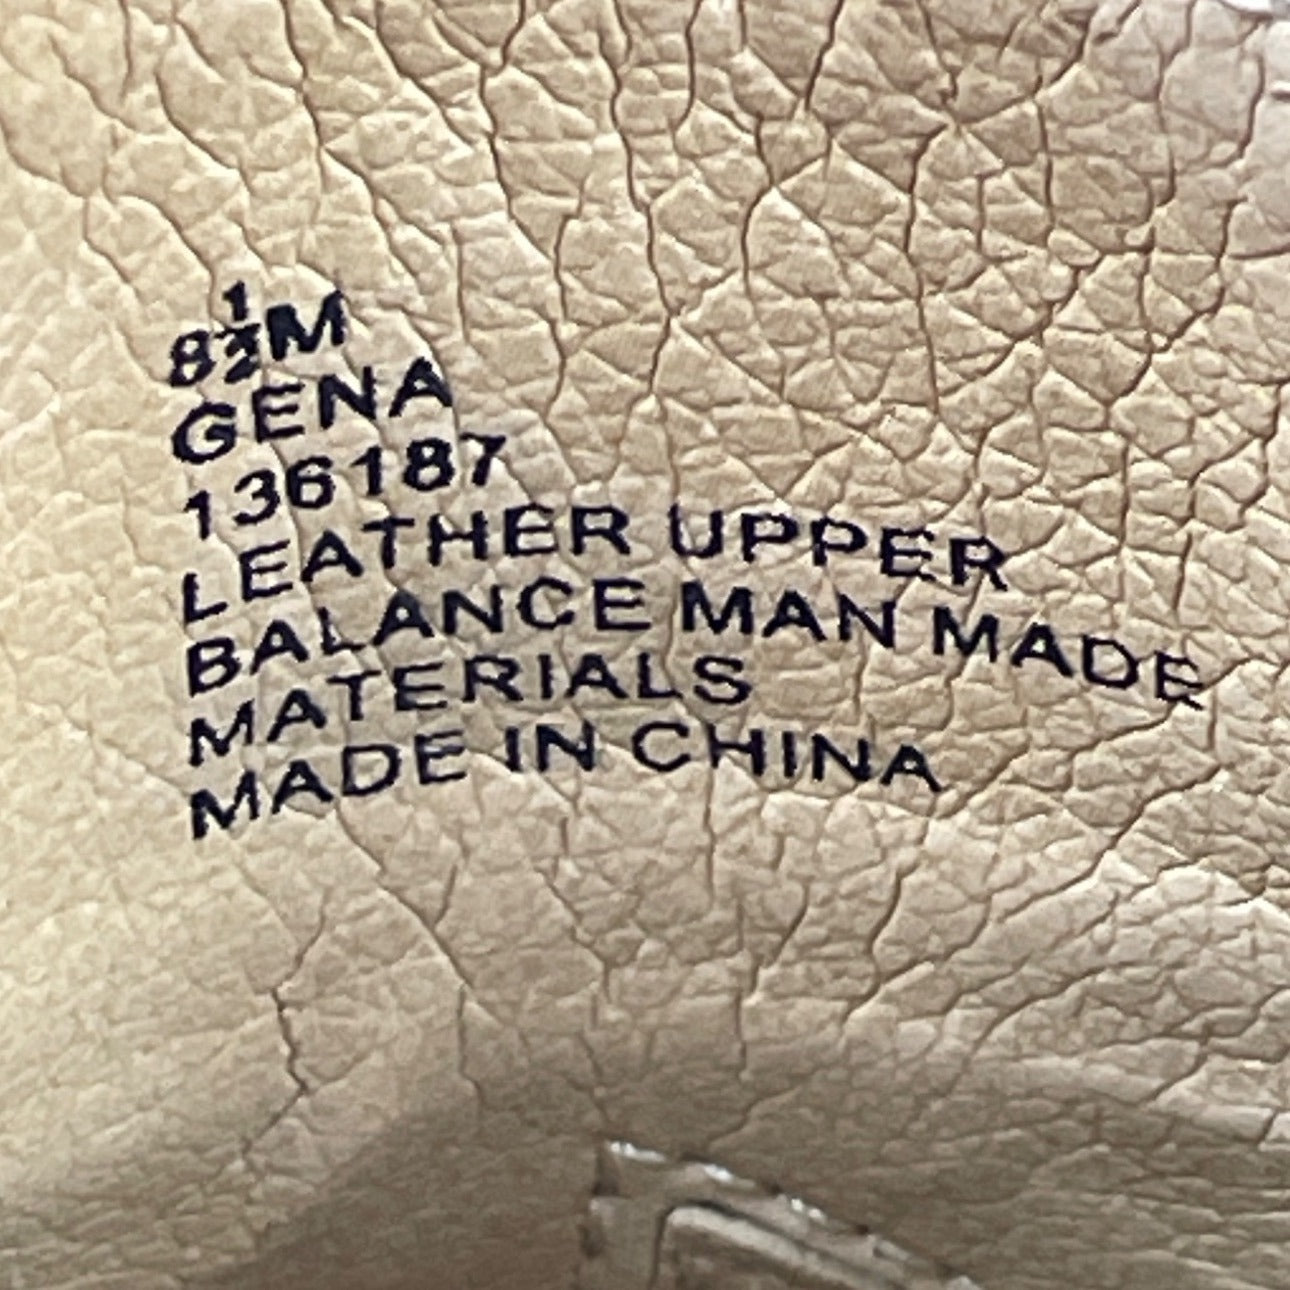 8½M
GENA
136187
LEATHER UPPER
BALANCE MAN MADE
MATERIALS
MADE IN CHINA